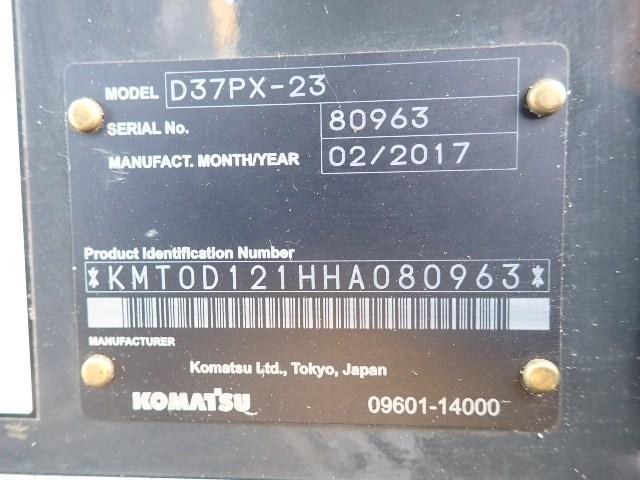 MODEL D37PX-23
SERIAL No. 80963
MANUFACT. MONTH/YEAR 02/2017
Product Identification Number
*KMT0D121HHA080963*
MANUFACTURER
Komatsu Ltd., Tokyo, Japan
KOMATSU 09601-14000